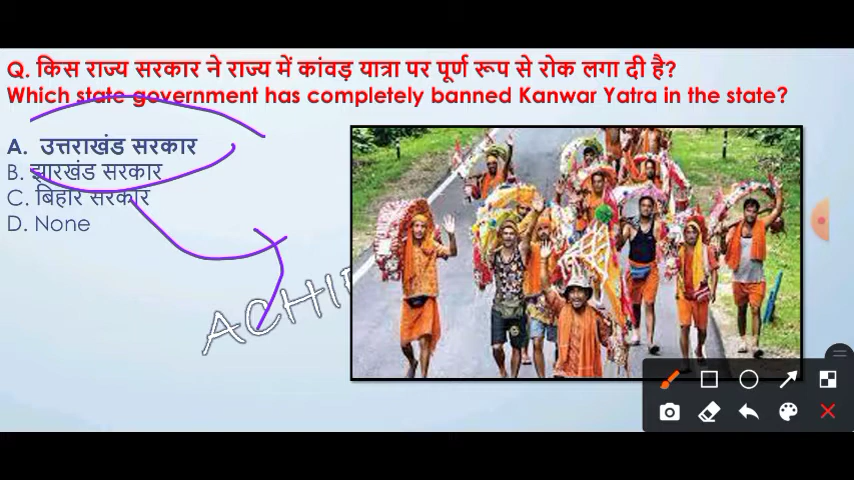 Q. किस राज्य सरकार ने राज्य में कांवड़ यात्रा पर पूर्ण रूप से रोक लगा दी है?
Which state government has completely banned Kanwar Yatra in the state?
A. उत्तराखंड सरकार
B. झारखंड सरकार
C. बिहार सरकार
D. None